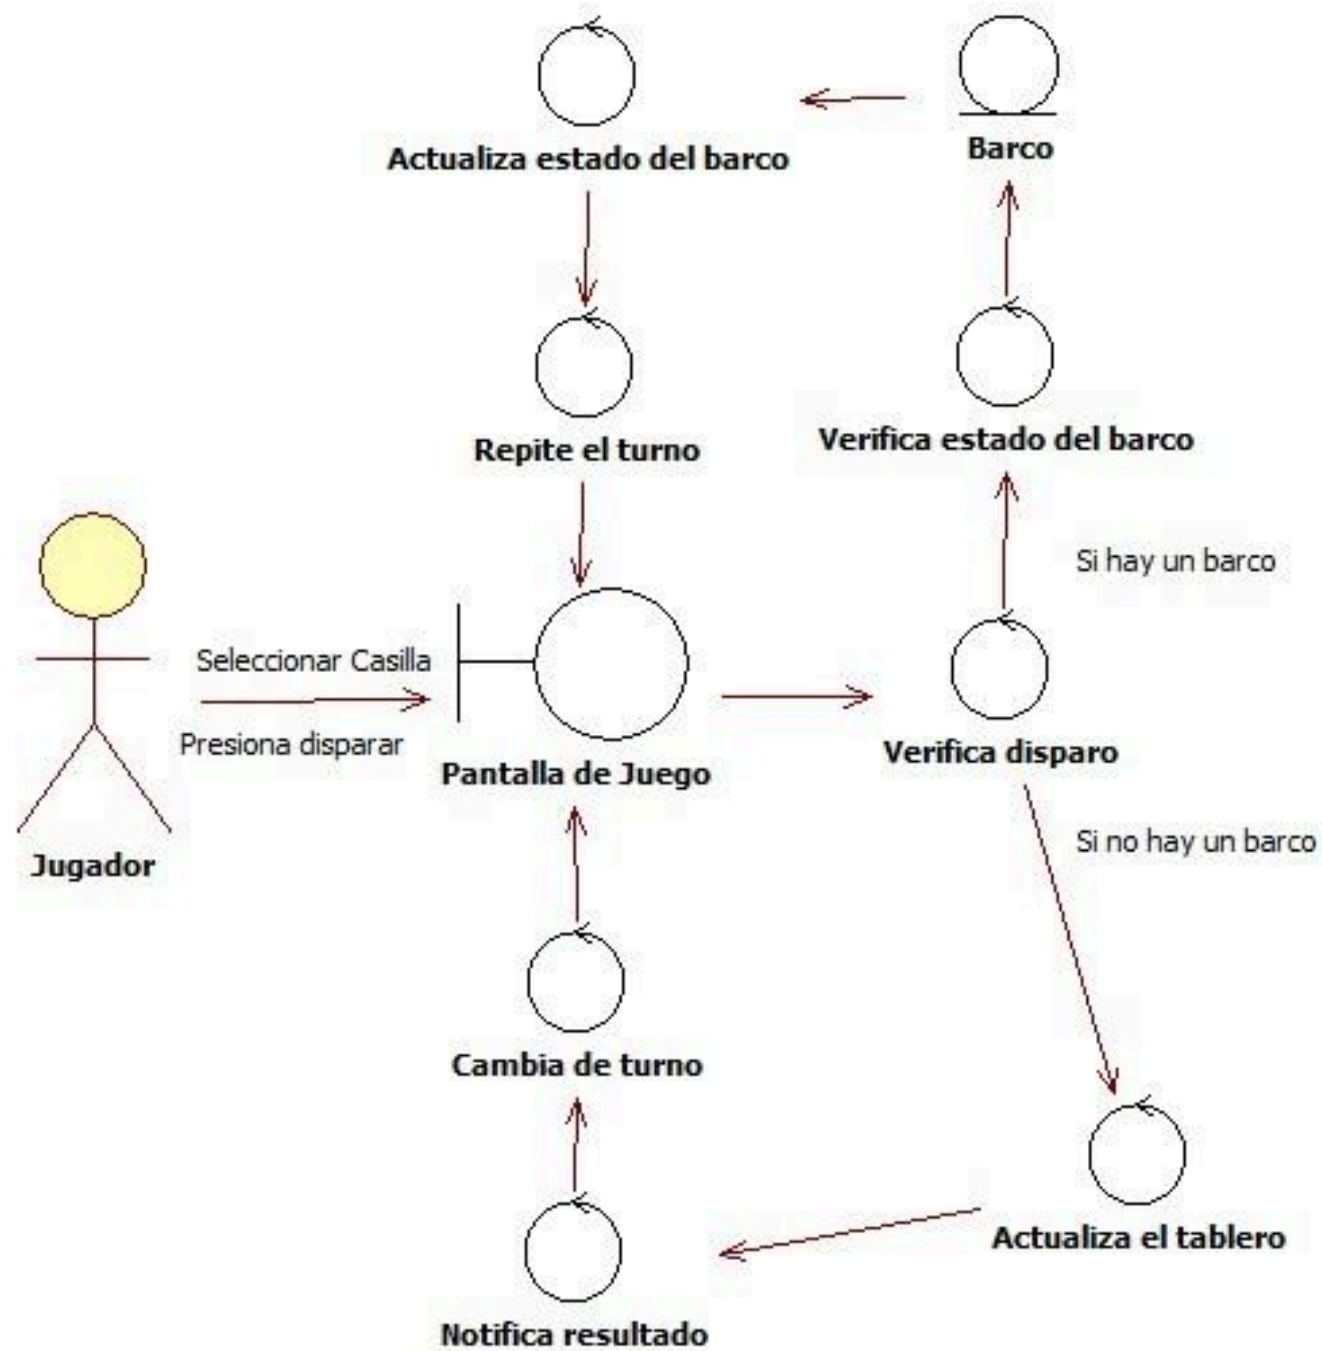 Actualiza estado del barco
Barco
Repite el turno
Verifica estado del barco
Si hay un barco
Seleccionar Casilla
Presiona disparar
Pantalla de Juego
Verifica disparo
Jugador
Si no hay un barco
Cambia de turno
Actualiza el tablero
Notifica resultado